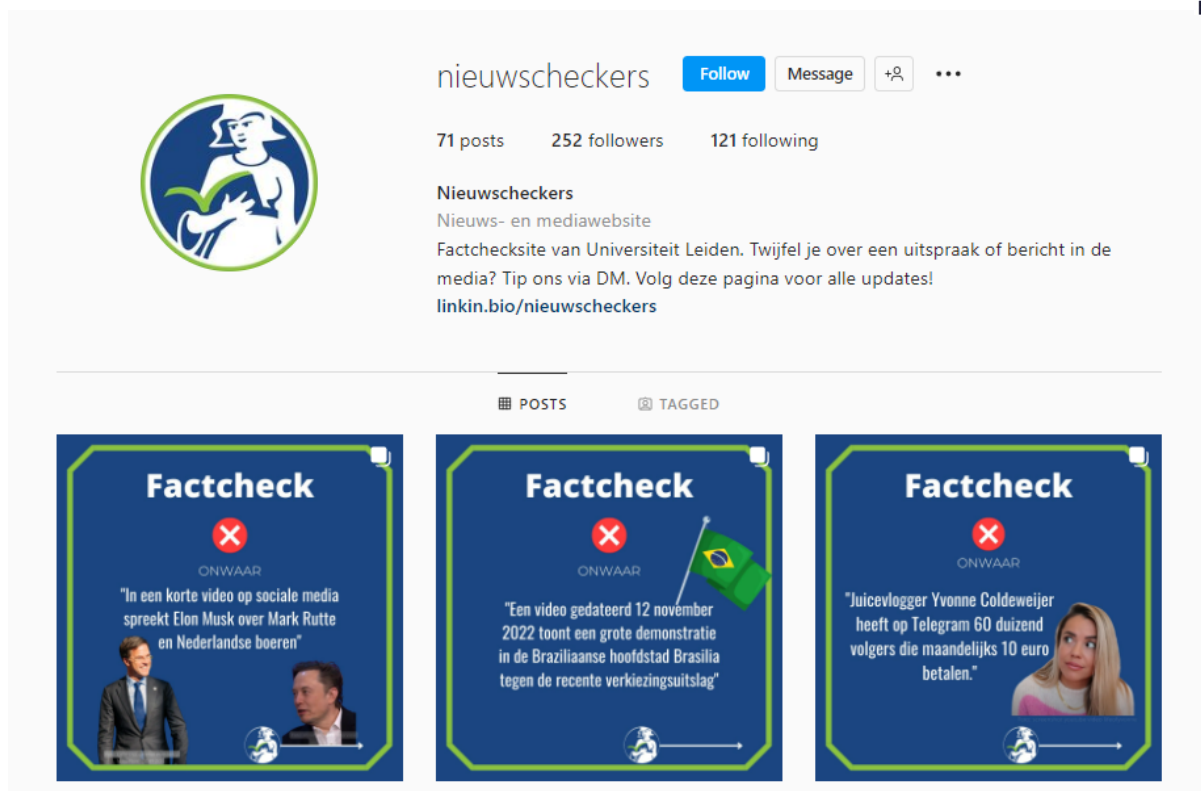 nieuwscheckers Follow Message
71 posts 252 followers 121 following
Nieuwscheckers
Nieuws- en mediawebsite
Factchecksite van Universiteit Leiden. Twijfel je over een uitspraak of bericht in de
media? Tip ons via DM. Volg deze pagina voor alle updates!
linkin.bio/nieuwscheckers
POSTS TAGGED
Factcheck
ONWAAR
"In een korte video op sociale media
spreekt Elon Musk over Mark Rutte
en Nederlandse boeren"
Factcheck
ONWAAR
"Een video gedateerd 12 november
2022 toont een grote demonstratie
in de Braziliaanse hoofdstad Brasilia
tegen de recente verkiezingsuitslag"
Factcheck
ONWAAR
"Juicevlogger Yvonne Coldeweijer
heeft op Telegram 60 duizend
volgers die maandelijks 10 euro
betalen."